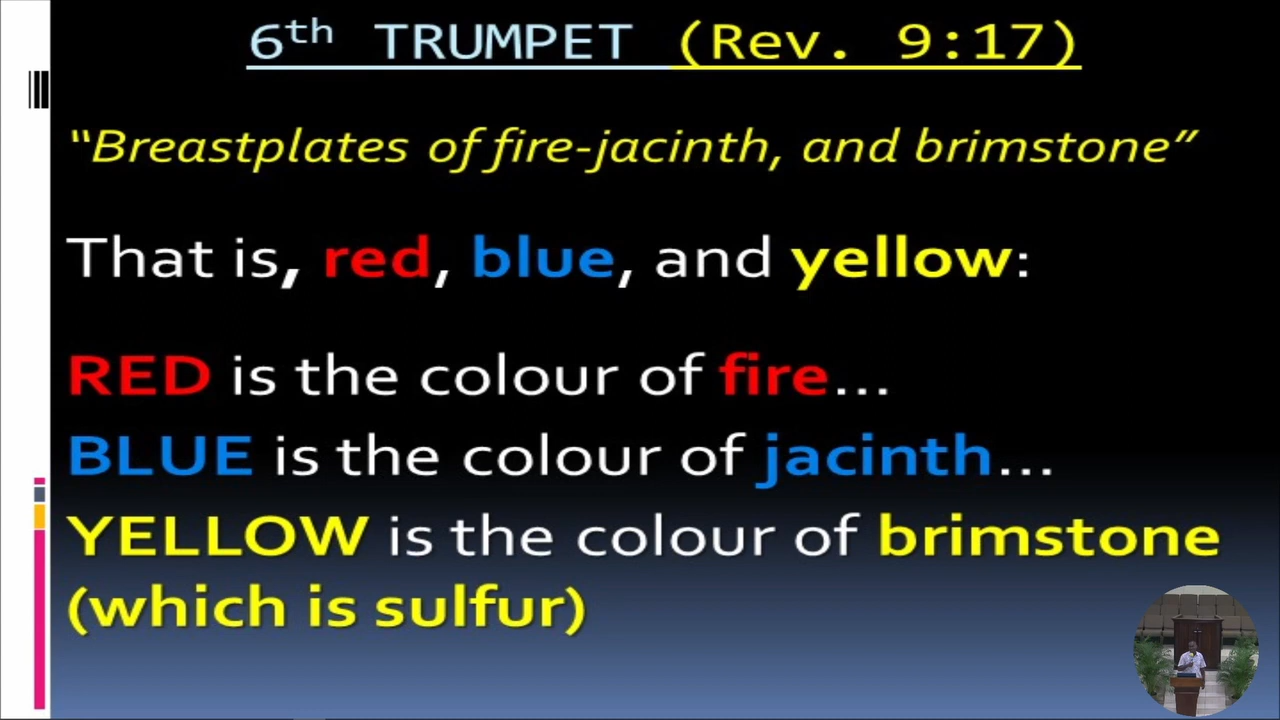 6th TRUMPET (Rev. 9:17)
“Breastplates of fire-jacinth, and brimstone”
That is, red, blue, and yellow:
RED is the colour of fire...
BLUE is the colour of jacinth...
YELLOW is the colour of brimstone
(which is sulfur)